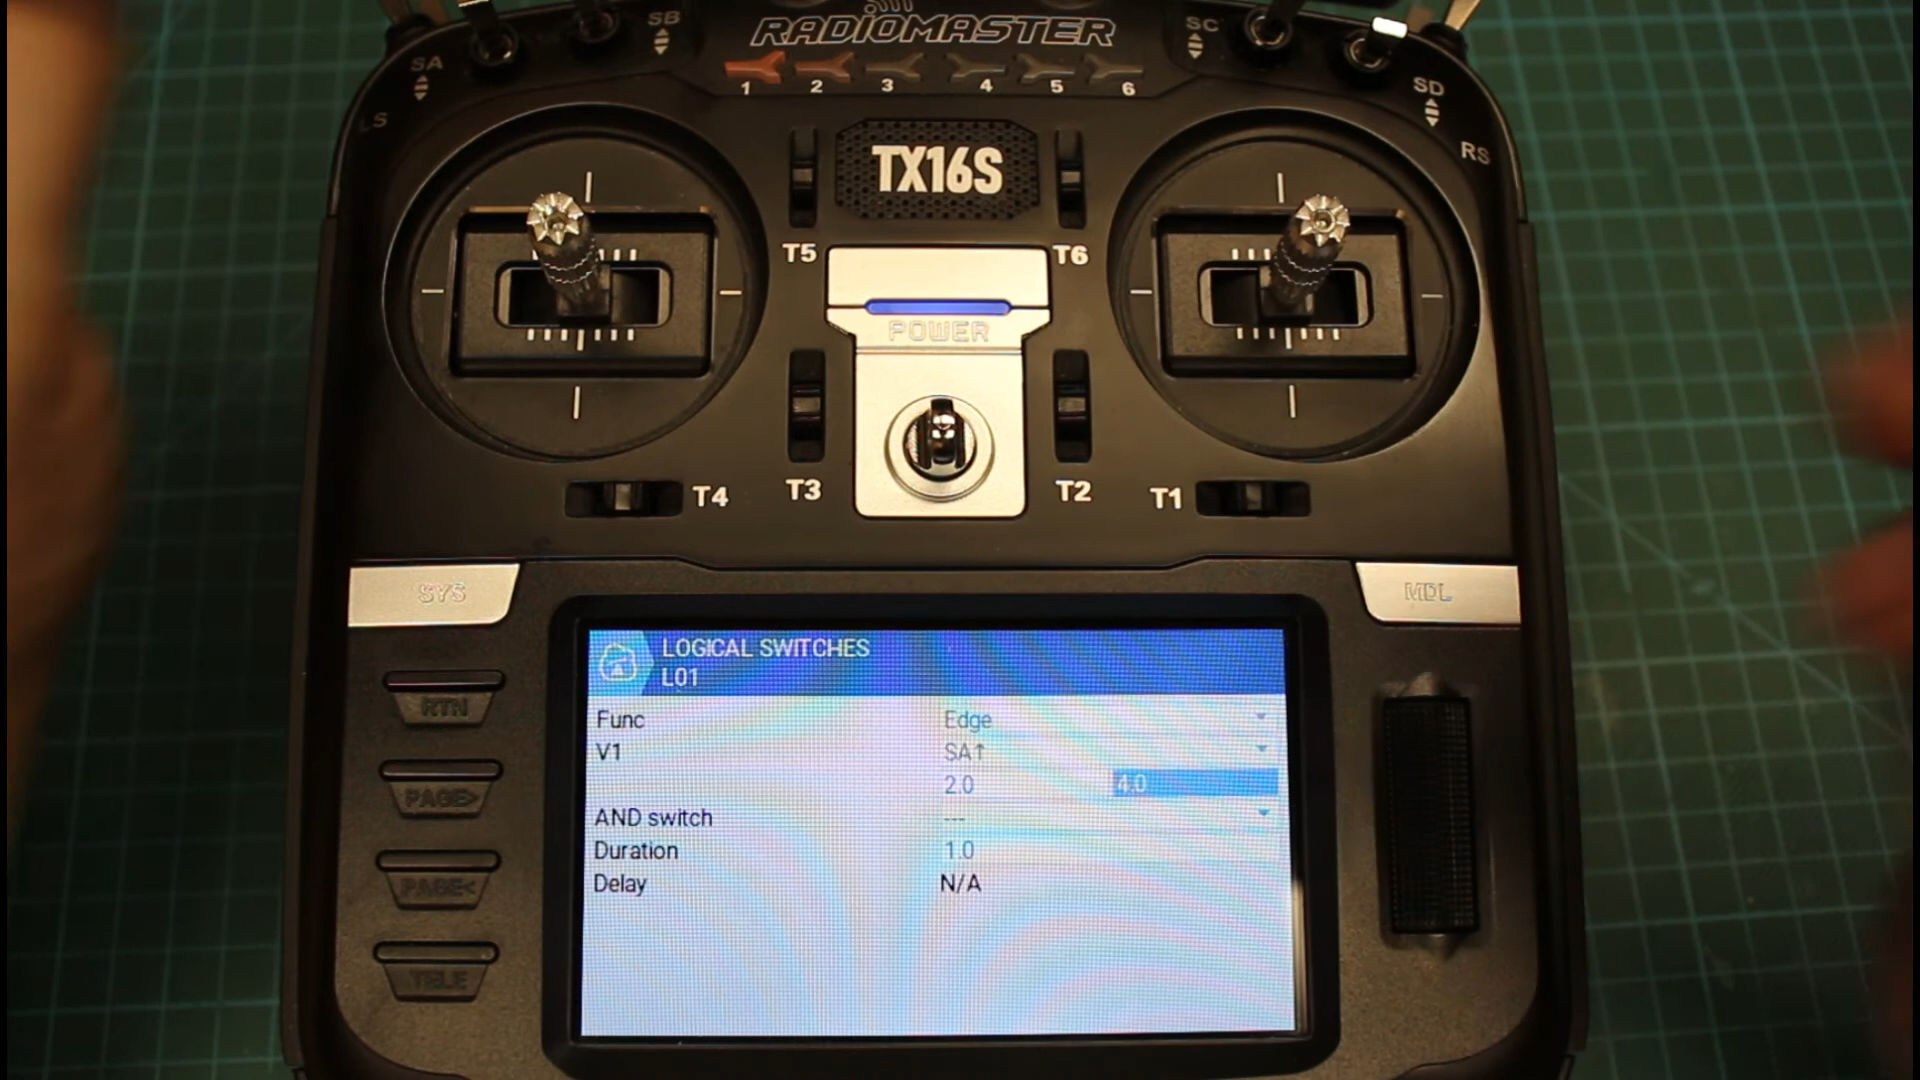 RADIOMASTER
SB
SC
SA
SD
LS
RS
1 2 3 4 5 6
TX16S
T5
T6
POWER
T4
T3
T2
T1
SYS
MDL
RTN
PAGE>
PAGE<
TELE
LOGICAL SWITCHES
L01
Func Edge
V1 SA↑
2.0 4.0
AND switch ---
Duration 1.0
Delay N/A